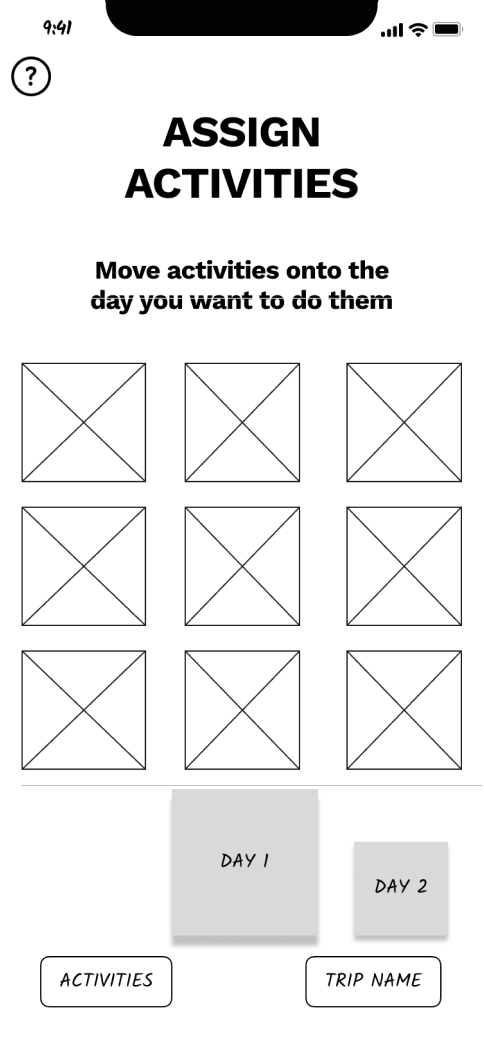 9:41
?
ASSIGN
ACTIVITIES
Move activities onto the
day you want to do them
DAY 1
DAY 2
ACTIVITIES
TRIP NAME